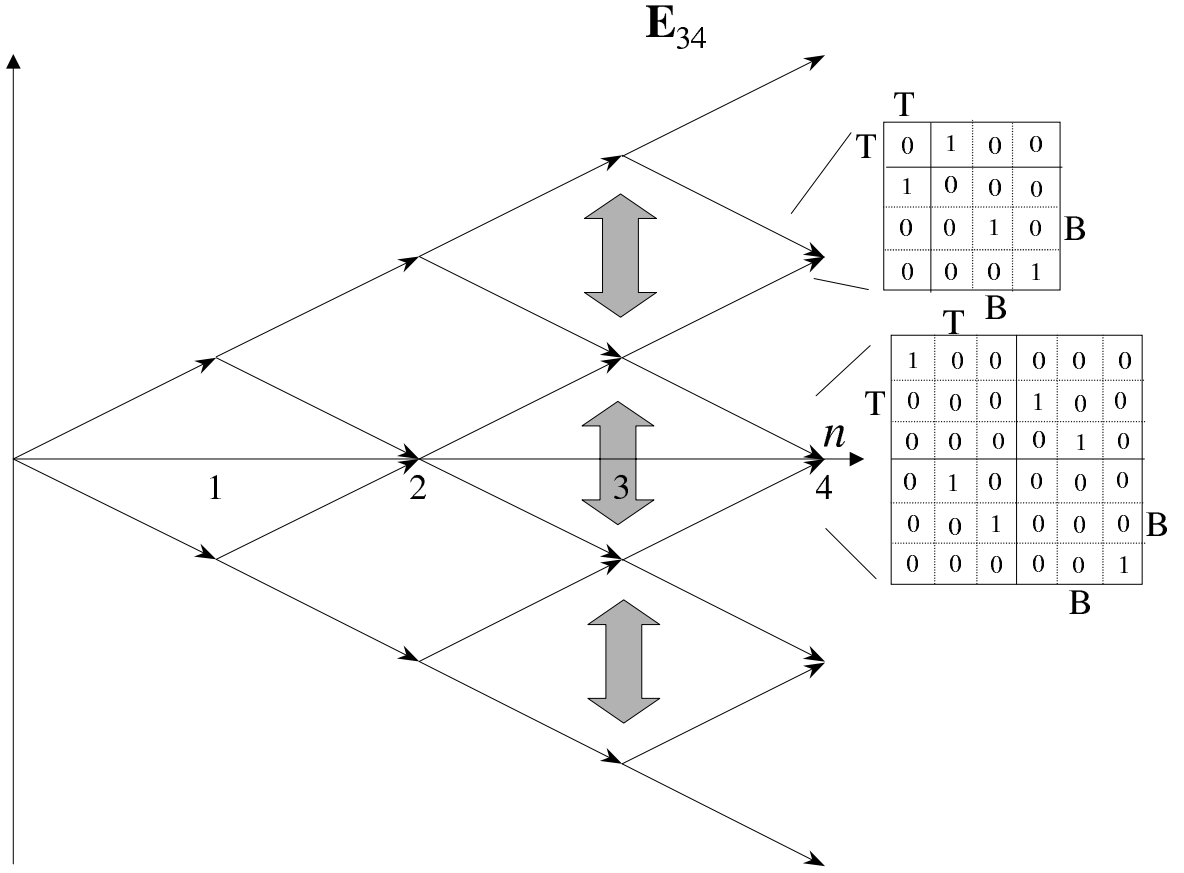 E34
T
T 0 1 0 0
1 0 0 0
0 0 1 0 B
0 0 0 1
B
T
1 0 0 0 0 0
T 0 0 0 1 0 0
n 0 0 0 0 1 0
1 2 3 4 0 1 0 0 0 0
0 0 1 0 0 0 B
0 0 0 0 0 1
B